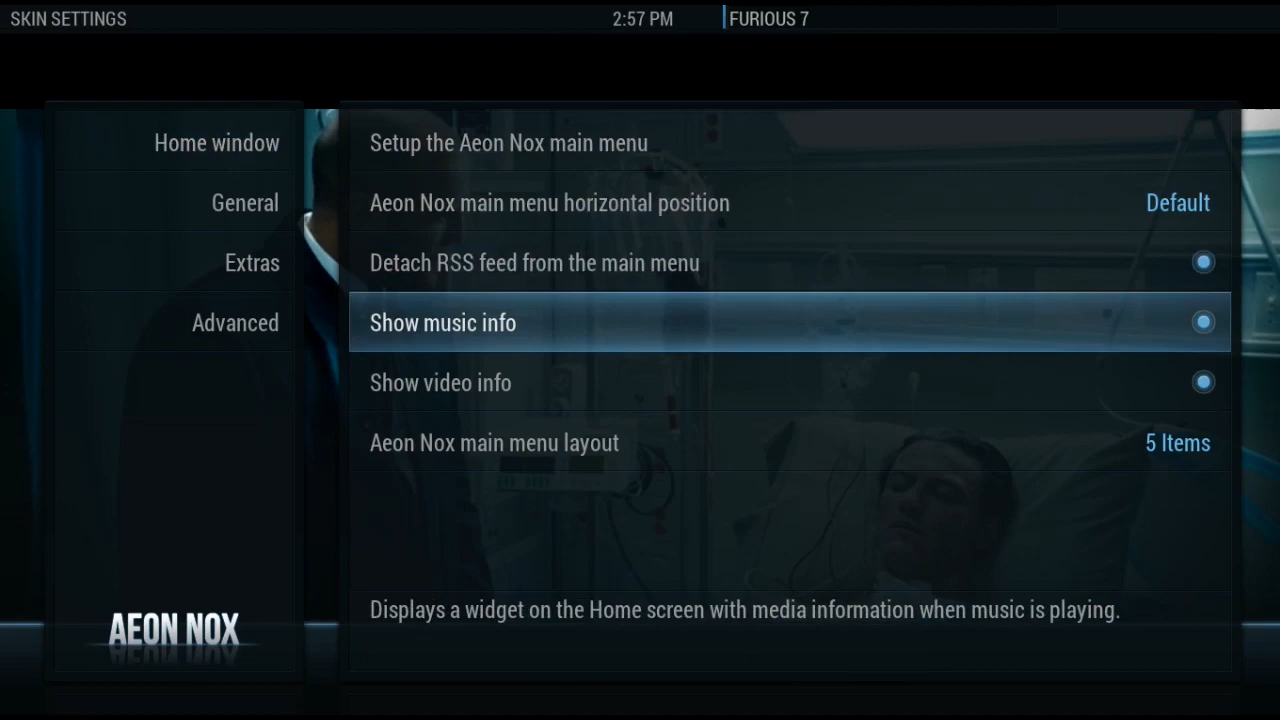 SKIN SETTINGS
2:57 PM
FURIOUS 7
Home window
General
Extras
Advanced
Setup the Aeon Nox main menu
Aeon Nox main menu horizontal position Default
Detach RSS feed from the main menu
Show music info
Show video info
Aeon Nox main menu layout 5 Items
Displays a widget on the Home screen with media information when music is playing.
AEON NOX